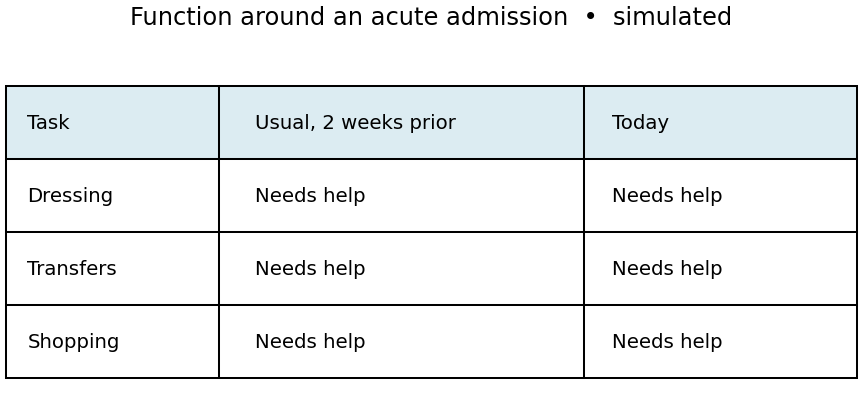 Function around an acute admission • simulated
Task Usual, 2 weeks prior Today
Dressing Needs help Needs help
Transfers Needs help Needs help
Shopping Needs help Needs help